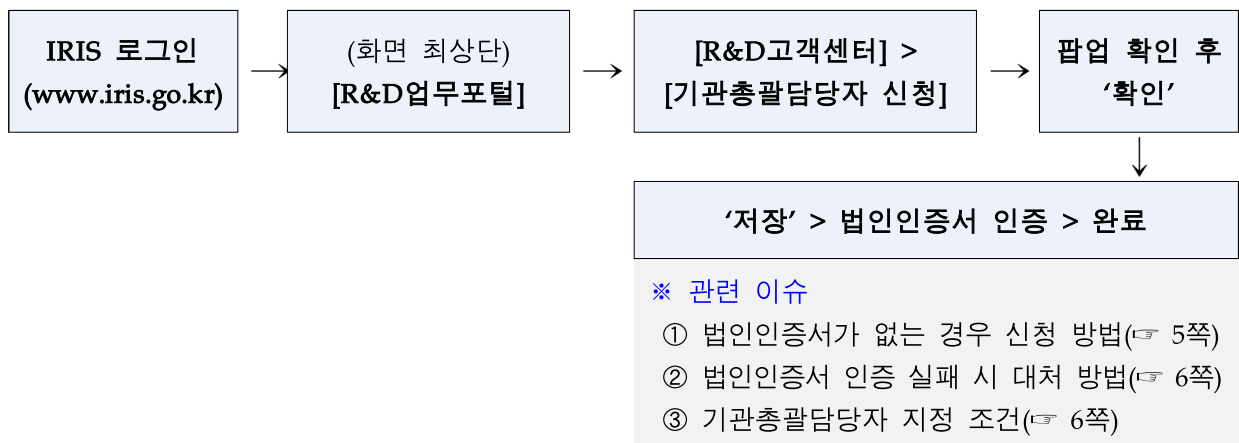 IRIS 로그인
(www.iris.go.kr)
→
(화면 최상단)
[R&D업무포털]
→
[R&D고객센터] >
[기관총괄담당자 신청]
→
팝업 확인 후
‘확인’
↓
‘저장’ > 법인인증서 인증 > 완료
※ 관련 이슈
① 법인인증서가 없는 경우 신청 방법(☞ 5쪽)
② 법인인증서 인증 실패 시 대처 방법(☞ 6쪽)
③ 기관총괄담당자 지정 조건(☞ 6쪽)